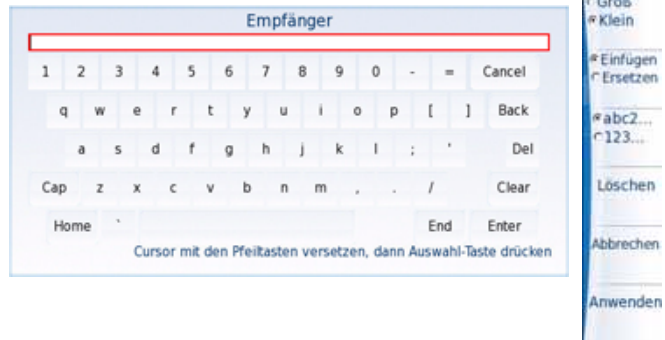 Empfänger
1 2 3 4 5 6 7 8 9 0 - = Cancel
q w e r t y u i o p [ ] Back
a s d f g h j k l ; ' Del
Cap z x c v b n m , . / Clear
Home ` End Enter
Cursor mit den Pfeiltasten versetzen, dann Auswahl-Taste drücken
Groß
Klein
Einfügen
Ersetzen
abc2...
123...
Löschen
Abbrechen
Anwenden